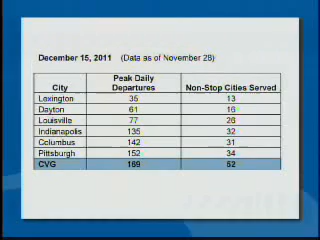 December 15, 2011 (Data as of November 28)
City Peak Daily Departures Non-Stop Cities Served
Lexington 35 13
Dayton 61 16
Louisville 77 26
Indianapolis 135 32
Columbus 142 31
Pittsburgh 152 34
CVG 169 52